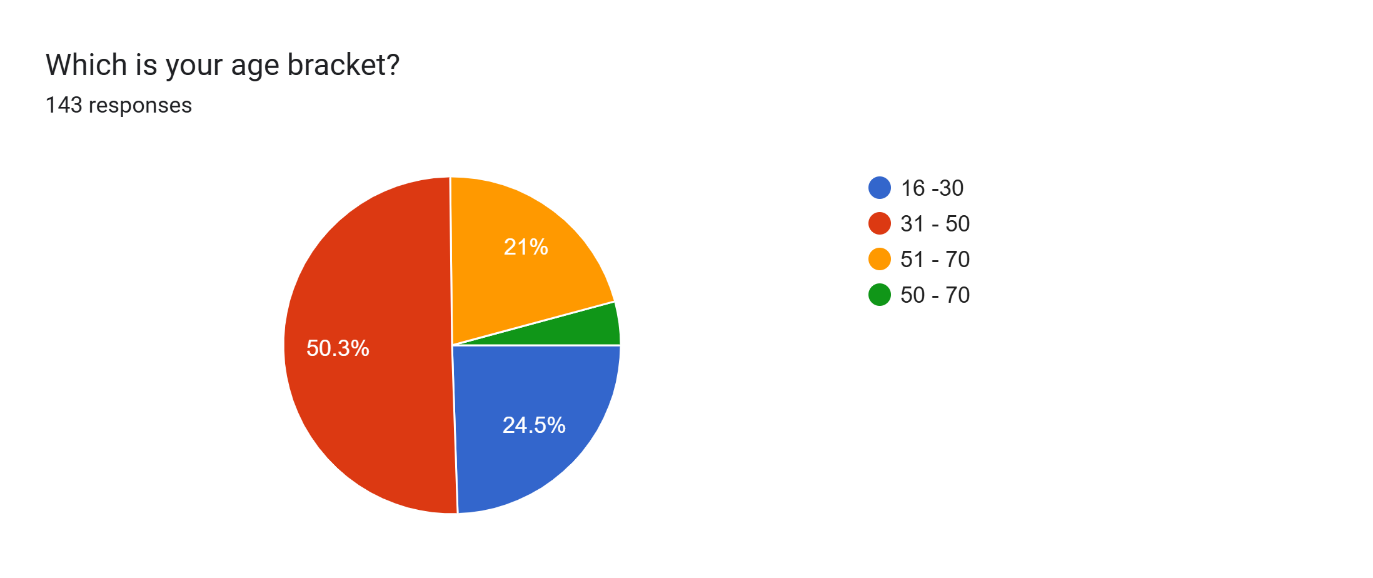 Which is your age bracket?
143 responses
16 -30
31 - 50
51 - 70
50 - 70
21%
50.3%
24.5%